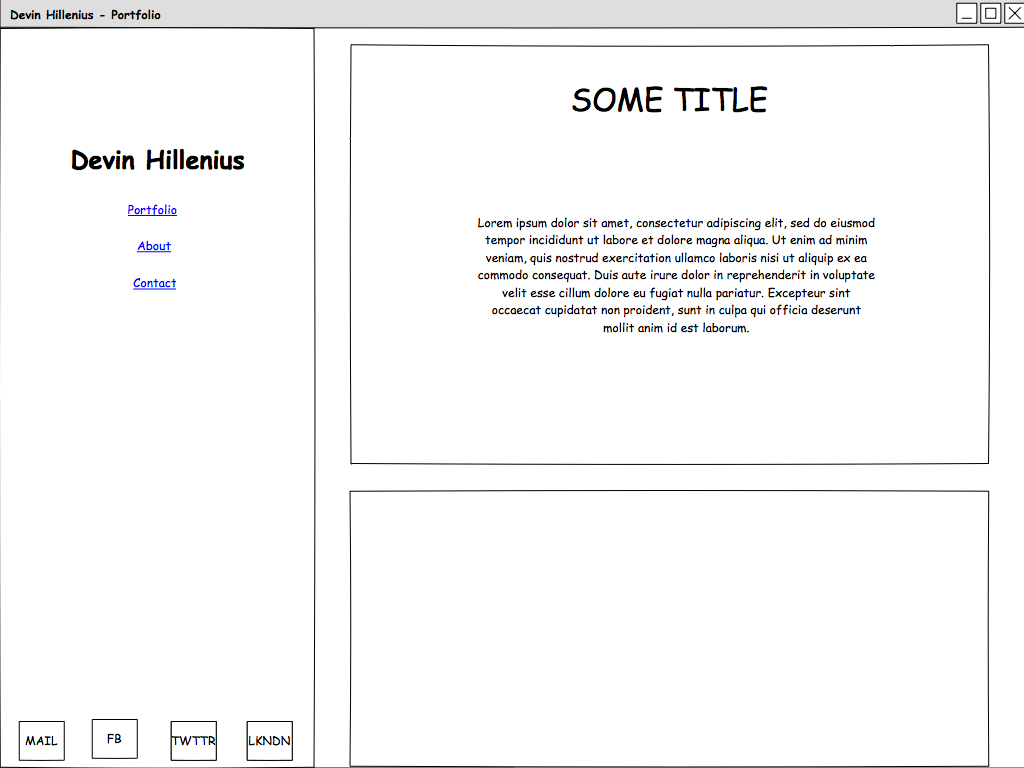 Devin Hillenius - Portfolio
Devin Hillenius
Portfolio
About
Contact
MAIL
FB
TWTTR
LKNDN
SOME TITLE
Lorem ipsum dolor sit amet, consectetur adipiscing elit, sed do eiusmod
tempor incididunt ut labore et dolore magna aliqua. Ut enim ad minim
veniam, quis nostrud exercitation ullamco laboris nisi ut aliquip ex ea
commodo consequat. Duis aute irure dolor in reprehenderit in voluptate
velit esse cillum dolore eu fugiat nulla pariatur. Excepteur sint
occaecat cupidatat non proident, sunt in culpa qui officia deserunt
mollit anim id est laborum.